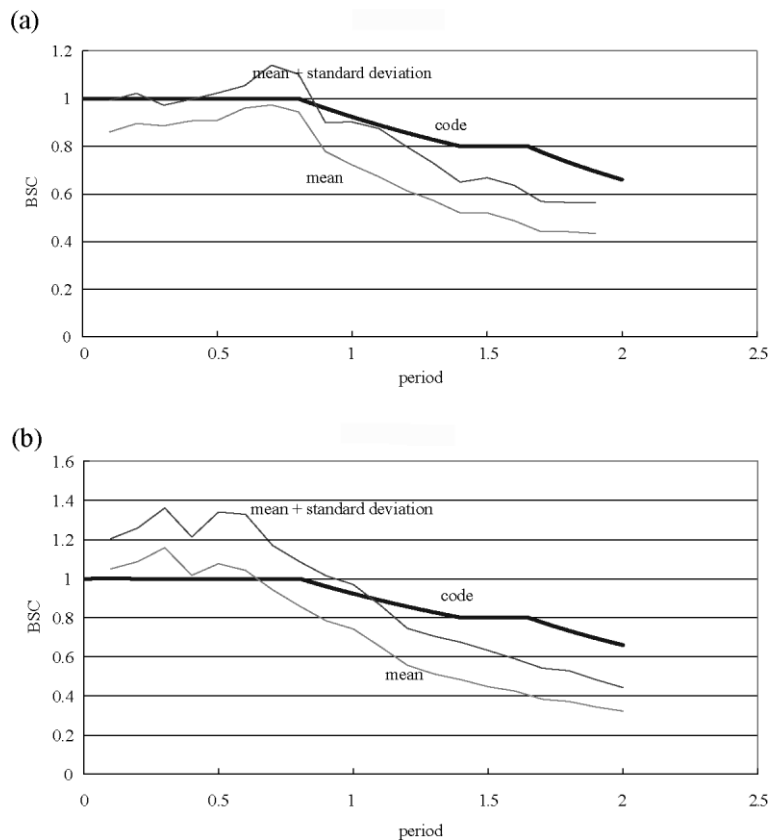 (a)
1.2
mean + standard deviation
1
code
0.8
BSC
mean
0.6
0.4
0.2
0
0 0.5 1 1.5 2 2.5
period
(b)
1.6
1.4
mean + standard deviation
1.2
1
code
BSC
0.8
0.6
mean
0.4
0.2
0
0 0.5 1 1.5 2 2.5
period